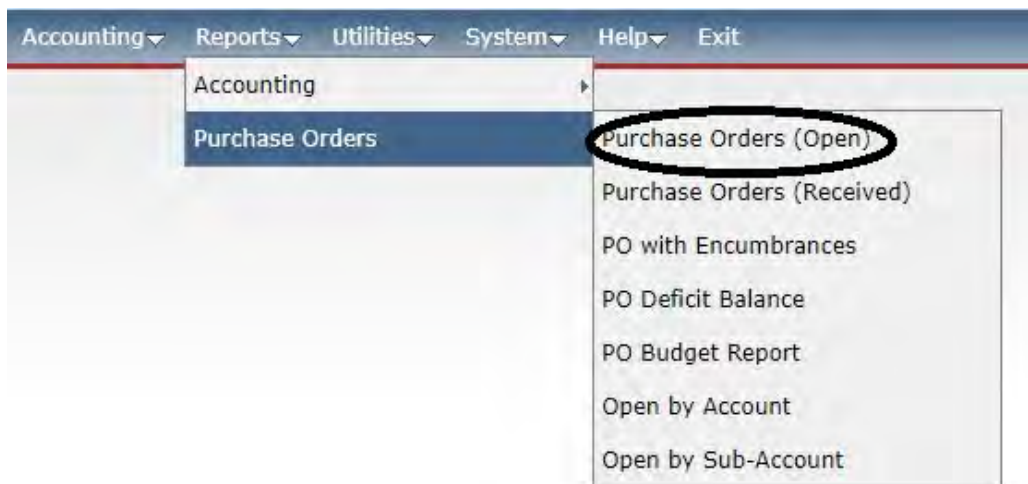 Accounting Reports Utilities System Help Exit
Accounting
Purchase Orders
Purchase Orders (Open)
Purchase Orders (Received)
PO with Encumbrances
PO Deficit Balance
PO Budget Report
Open by Account
Open by Sub-Account